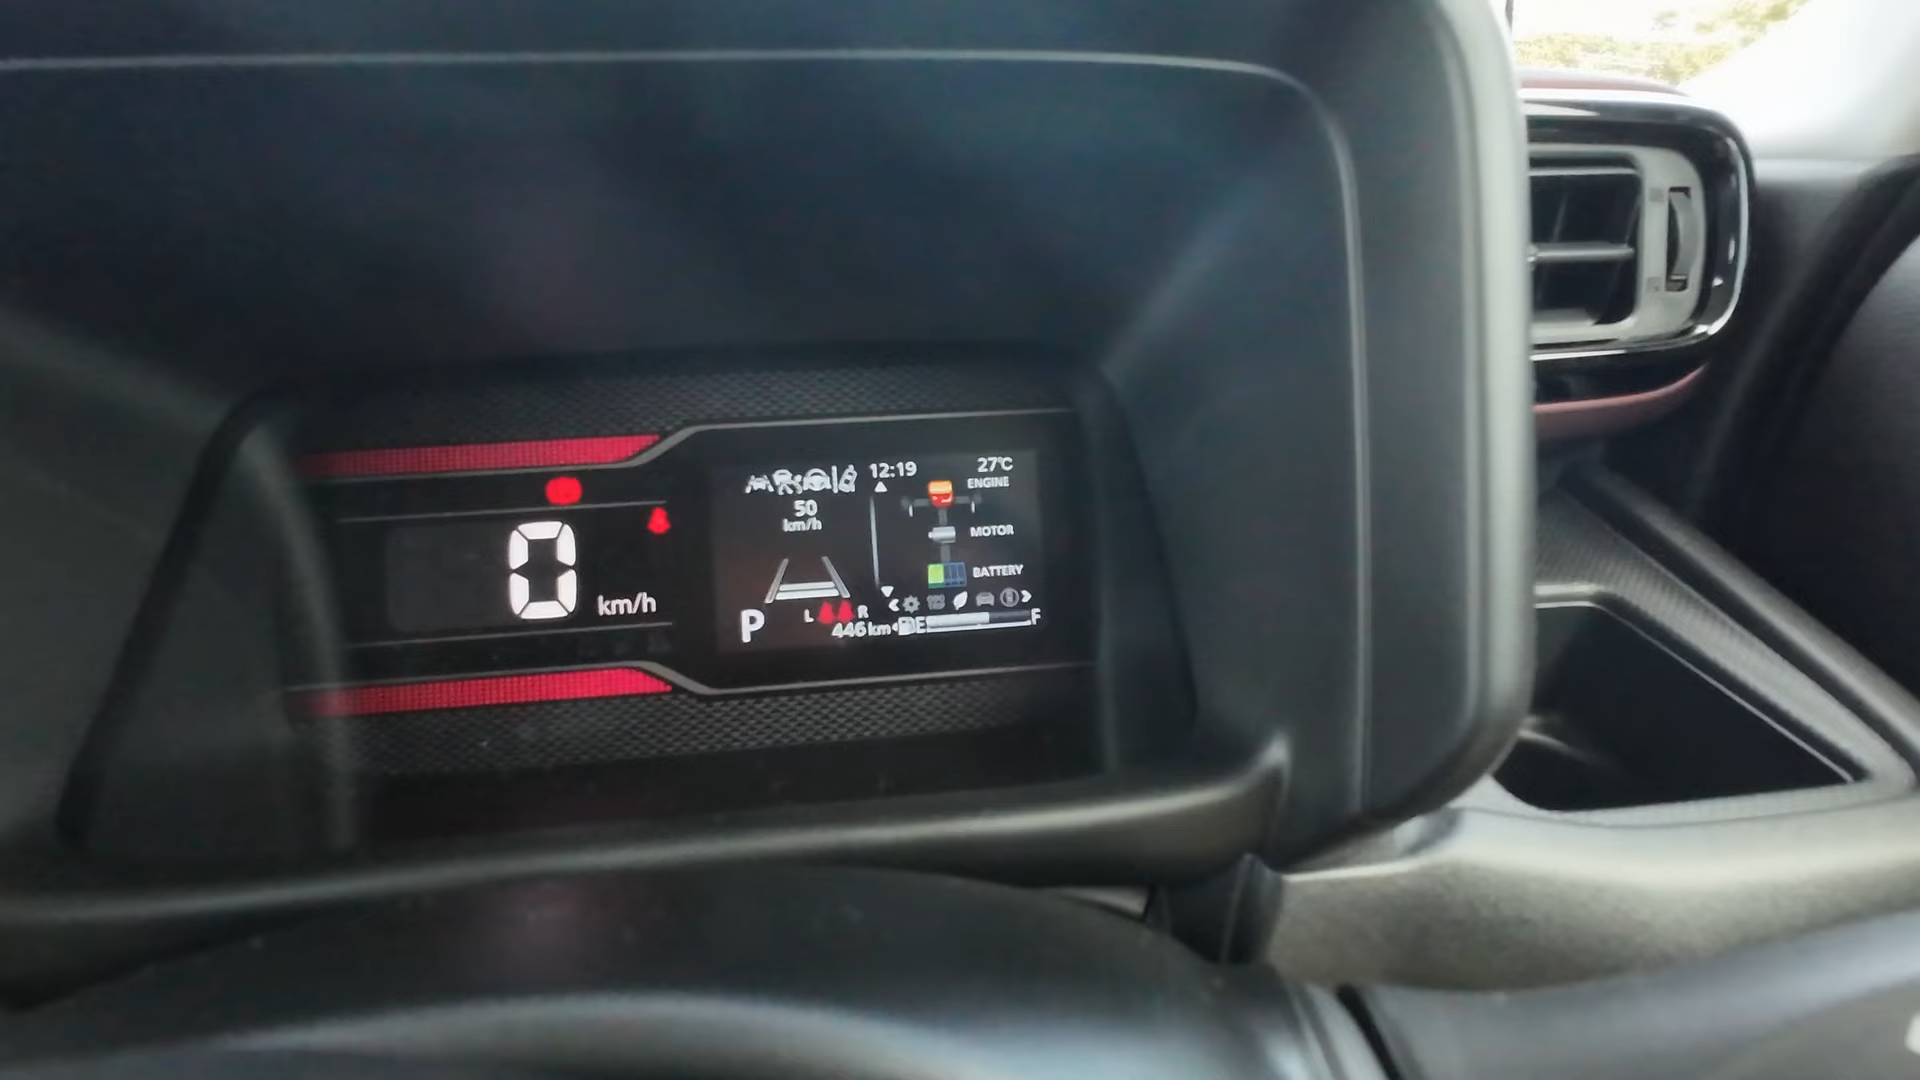 12:19
27℃
50
km/h
ENGINE
MOTOR
BATTERY
0 km/h
P
L R
446km
E F